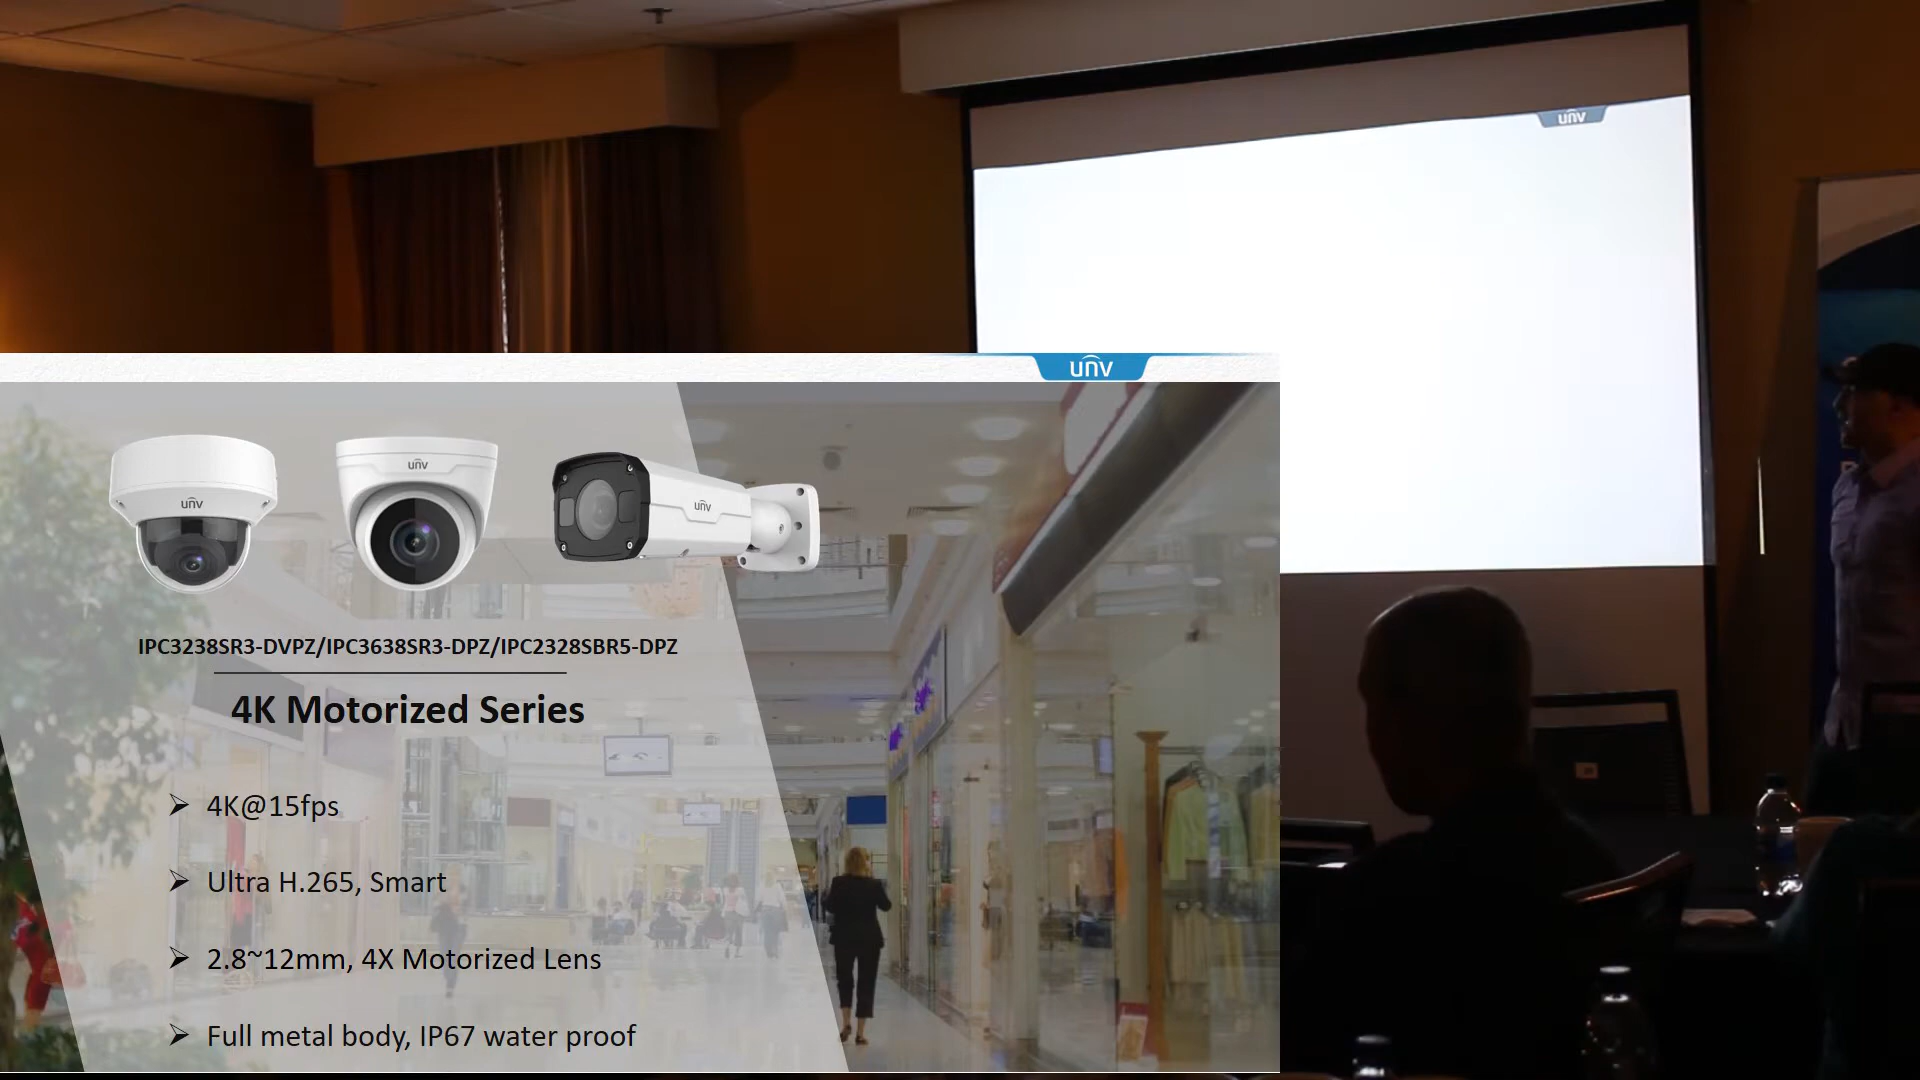 unv
unv
unv
unv
unv
IPC3238SR3-DVPZ/IPC3638SR3-DPZ/IPC2328SBR5-DPZ
4K Motorized Series
➢ 4K@15fps
➢ Ultra H.265, Smart
➢ 2.8~12mm, 4X Motorized Lens
➢ Full metal body, IP67 water proof